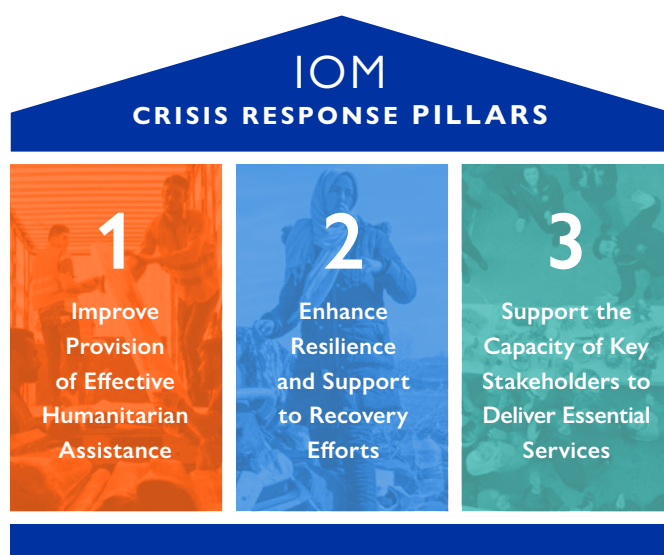 IOM
CRISIS RESPONSE PILLARS
1
Improve
Provision
of Effective
Humanitarian
Assistance
2
Enhance
Resilience
and Support
to Recovery
Efforts
3
Support the
Capacity of Key
Stakeholders to
Deliver Essential
Services